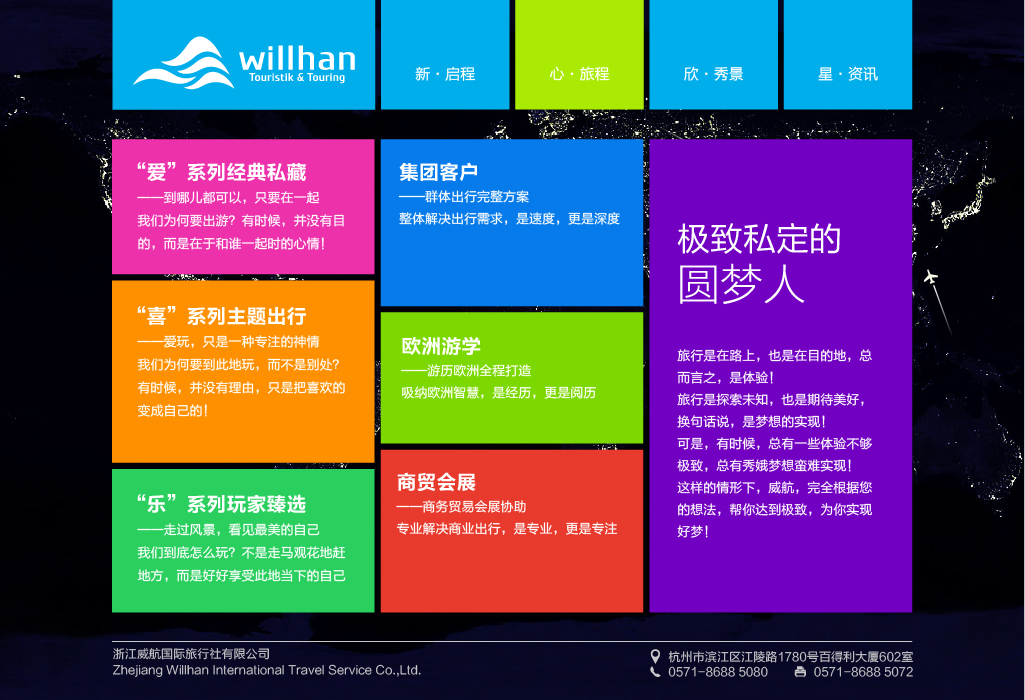 willhan
Touristik & Touring
新·启程
心·旅程
欣·秀景
星·资讯
“爱”系列经典私藏
——到哪儿都可以，只要在一起
我们为何要出游？有时候，并没有目
的，而是在于和谁一起时的心情！
“喜”系列主题出行
——爱玩，只是一种专注的神情
我们为何要到此地玩，而不是别处？
有时候，并没有理由，只是把喜欢的
变成自己的！
“乐”系列玩家臻选
——走过风景，看见最美的自己
我们到底怎么玩？不是走马观花地赶
地方，而是好好享受此地当下的自己
集团客户
——群体出行完整方案
整体解决出行需求，是速度，更是深度
欧洲游学
——游历欧洲全程打造
吸纳欧洲智慧，是经历，更是阅历
商贸会展
——商务贸易会展协助
专业解决商业出行，是专业，更是专注
极致私定的
圆梦人
旅行是在路上，也是在目的地，总
而言之，是体验！
旅行是探索未知，也是期待美好，
换句话说，是梦想的实现！
可是，有时候，总有一些体验不够
极致，总有秀娥梦想蛮难实现！
这样的情形下，威航，完全根据您
的想法，帮你达到极致，为你实现
好梦！
浙江威航国际旅行社有限公司
Zhejiang Willhan International Travel Service Co.,Ltd.
杭州市滨江区江陵路1780号百得利大厦602室
0571-8688 5080 0571-8688 5072